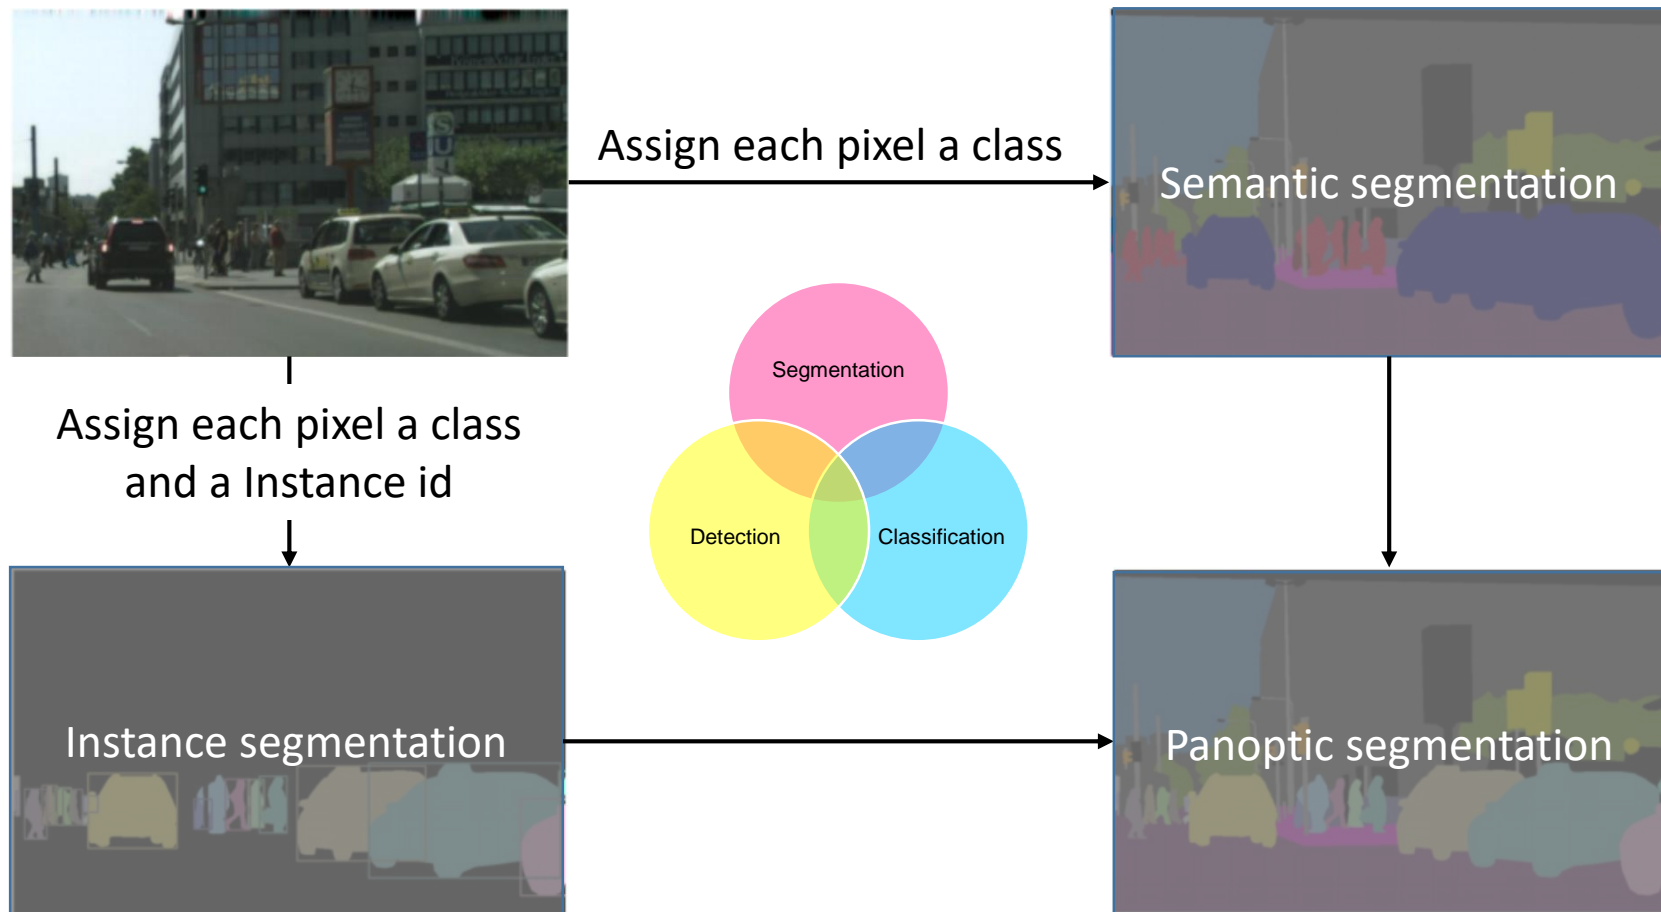 S
U
Assign each pixel a class
Semantic segmentation
Segmentation
Assign each pixel a class
and a Instance id
Detection
Classification
Instance segmentation
Panoptic segmentation